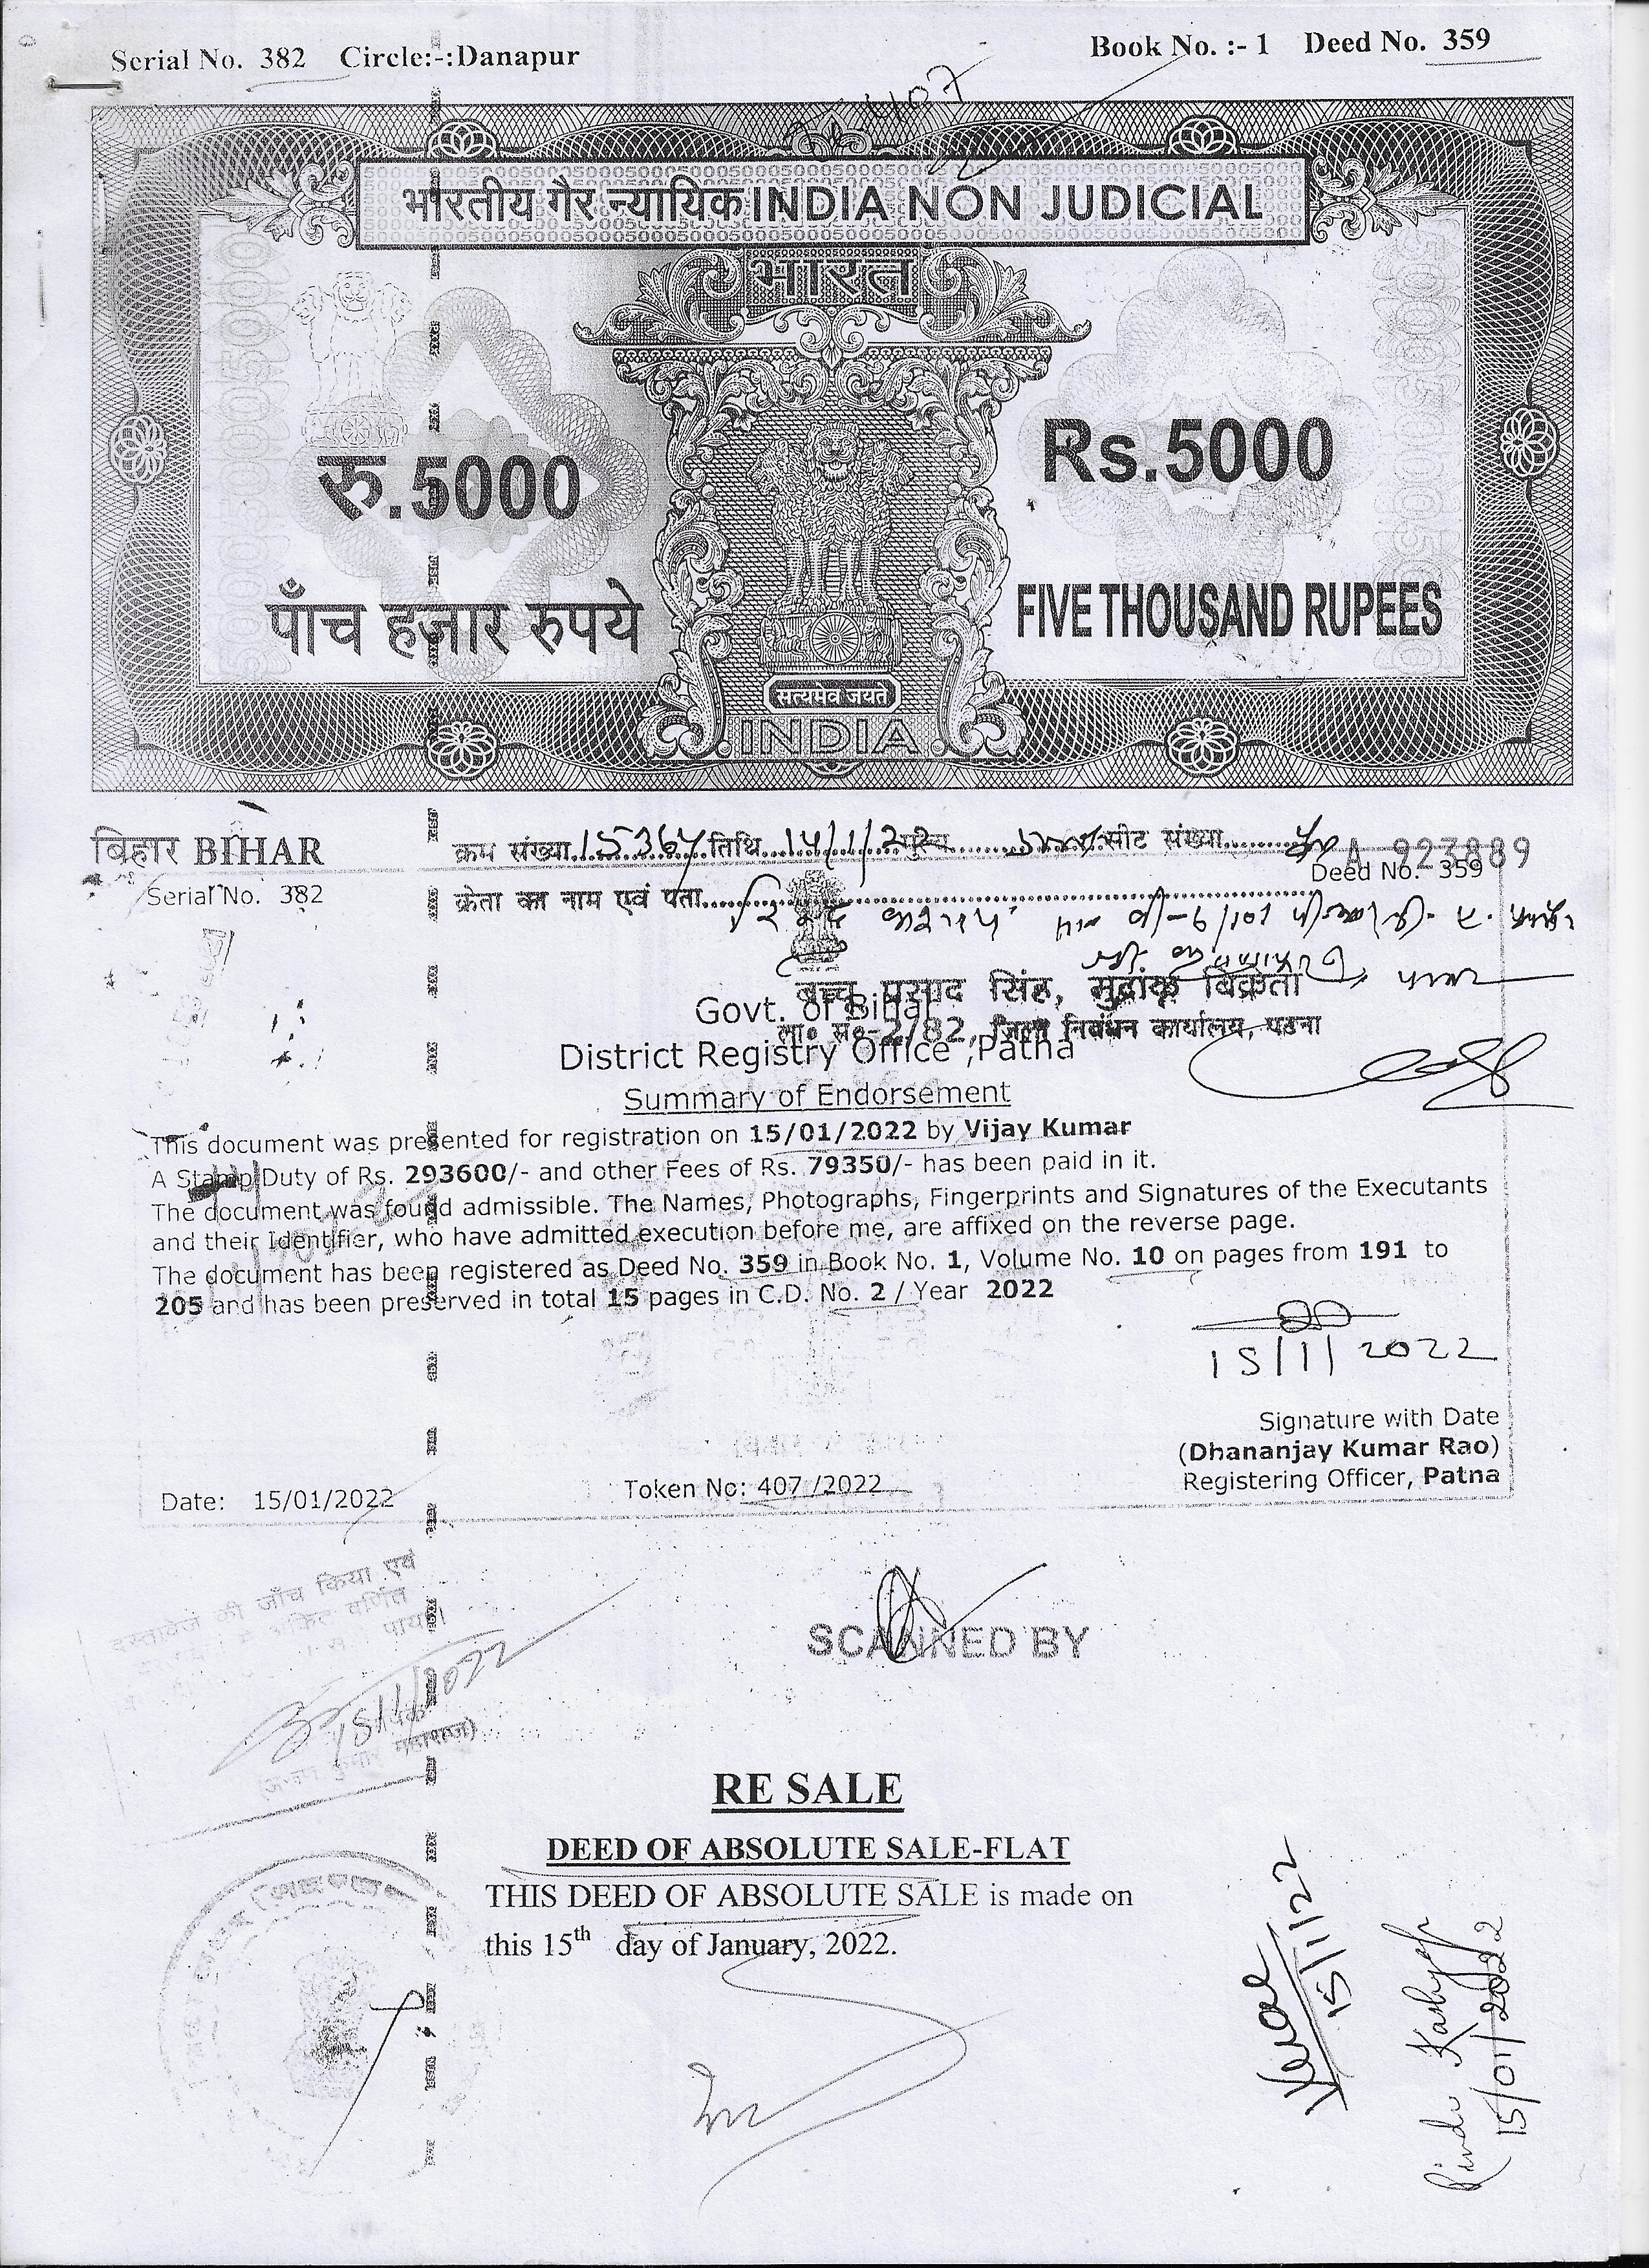 Serial No. 382 Circle:-:Danapur
Book No. :- 1 Deed No. 359
407
भारतीय गैर न्यायिक INDIA NON JUDICIAL
भारत
रु.5000
Rs.5000
पाँच हजार रुपये
FIVE THOUSAND RUPEES
सत्यमेव जयते
INDIA
बिहार BIHAR
क्रम संख्या 15367 तिथि 14/1/22 मूल्य सीट संख्या
A 923889
Serial No. 382
Deed No. 359
क्रेता का नाम एवं पता
बच्चु प्रसाद सिंह, मुद्रांक विक्रेता
Govt. of Bihar
ला० सं०-2/82, जिला निबंधन कार्यालय, पटना
District Registry Office ,Patna
Summary of Endorsement
This document was presented for registration on 15/01/2022 by Vijay Kumar
A Stamp Duty of Rs. 293600/- and other Fees of Rs. 79350/- has been paid in it.
The document was found admissible. The Names, Photographs, Fingerprints and Signatures of the Executants
and their Identifier, who have admitted execution before me, are affixed on the reverse page.
The document has been registered as Deed No. 359 in Book No. 1, Volume No. 10 on pages from 191 to
205 and has been preserved in total 15 pages in C.D. No. 2 / Year 2022
15/1/2022
Signature with Date
(Dhananjay Kumar Rao)
Registering Officer, Patna
Date: 15/01/2022
Token No: 407 /2022
दस्तावेज की जाँच किया एवं
15/1/2022
SCANNED BY
RE SALE
DEED OF ABSOLUTE SALE-FLAT
THIS DEED OF ABSOLUTE SALE is made on
this 15th day of January, 2022.
15/1/22
Kashyap
15/01/2022